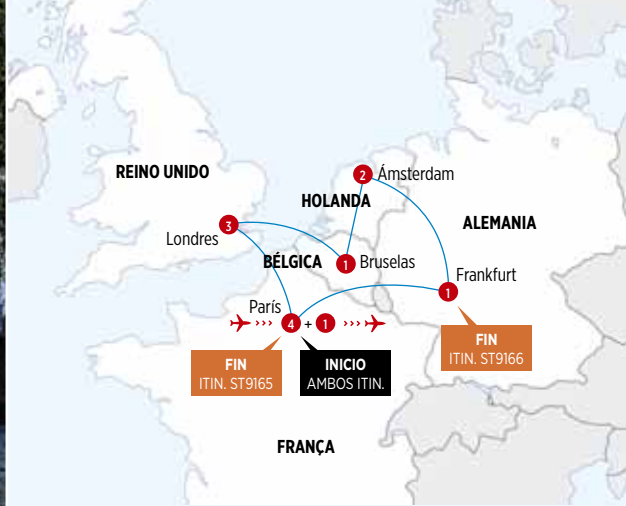 REINO UNIDO
2 Ámsterdam
HOLANDA
ALEMANIA
3
Londres
BÉLGICA
1 Bruselas
Frankfurt
1
París
4 + 1
FIN
ITIN. ST9165
INICIO
AMBOS ITIN.
FIN
ITIN. ST9166
FRANÇA